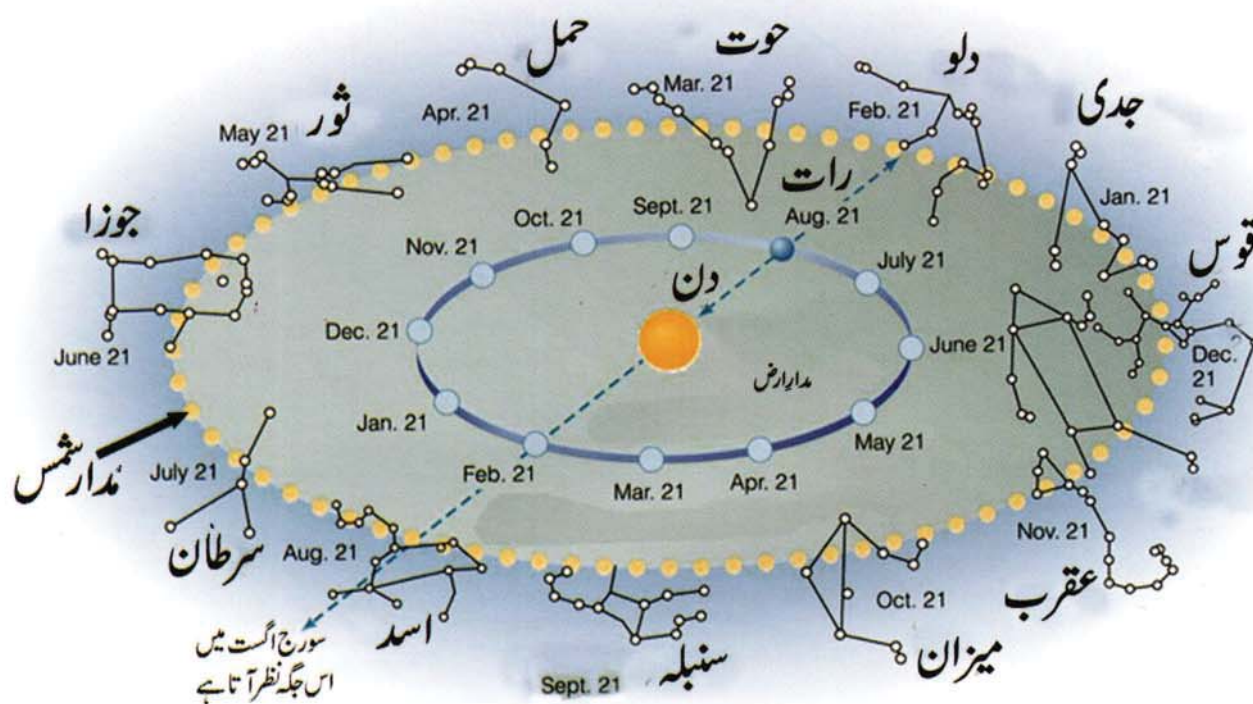 حمل
حوت
دلو
جدی
ثور
Apr. 21
Mar. 21
Feb. 21
May 21
Jan. 21
رات
جوزا
Oct. 21
Sept. 21
Aug. 21
قوس
Nov. 21
دن
July 21
June 21
Dec. 21
June 21
Dec.
21
مدارِارض
Jan. 21
May 21
مُدارِشمس
July 21
Feb. 21
Mar. 21
Apr. 21
سرطان
Aug. 21
Nov. 21
Oct. 21
عقرب
اسد
سنبلہ
میزان
سورج اگست میں
اس جگہ نظر آتا ہے
Sept. 21